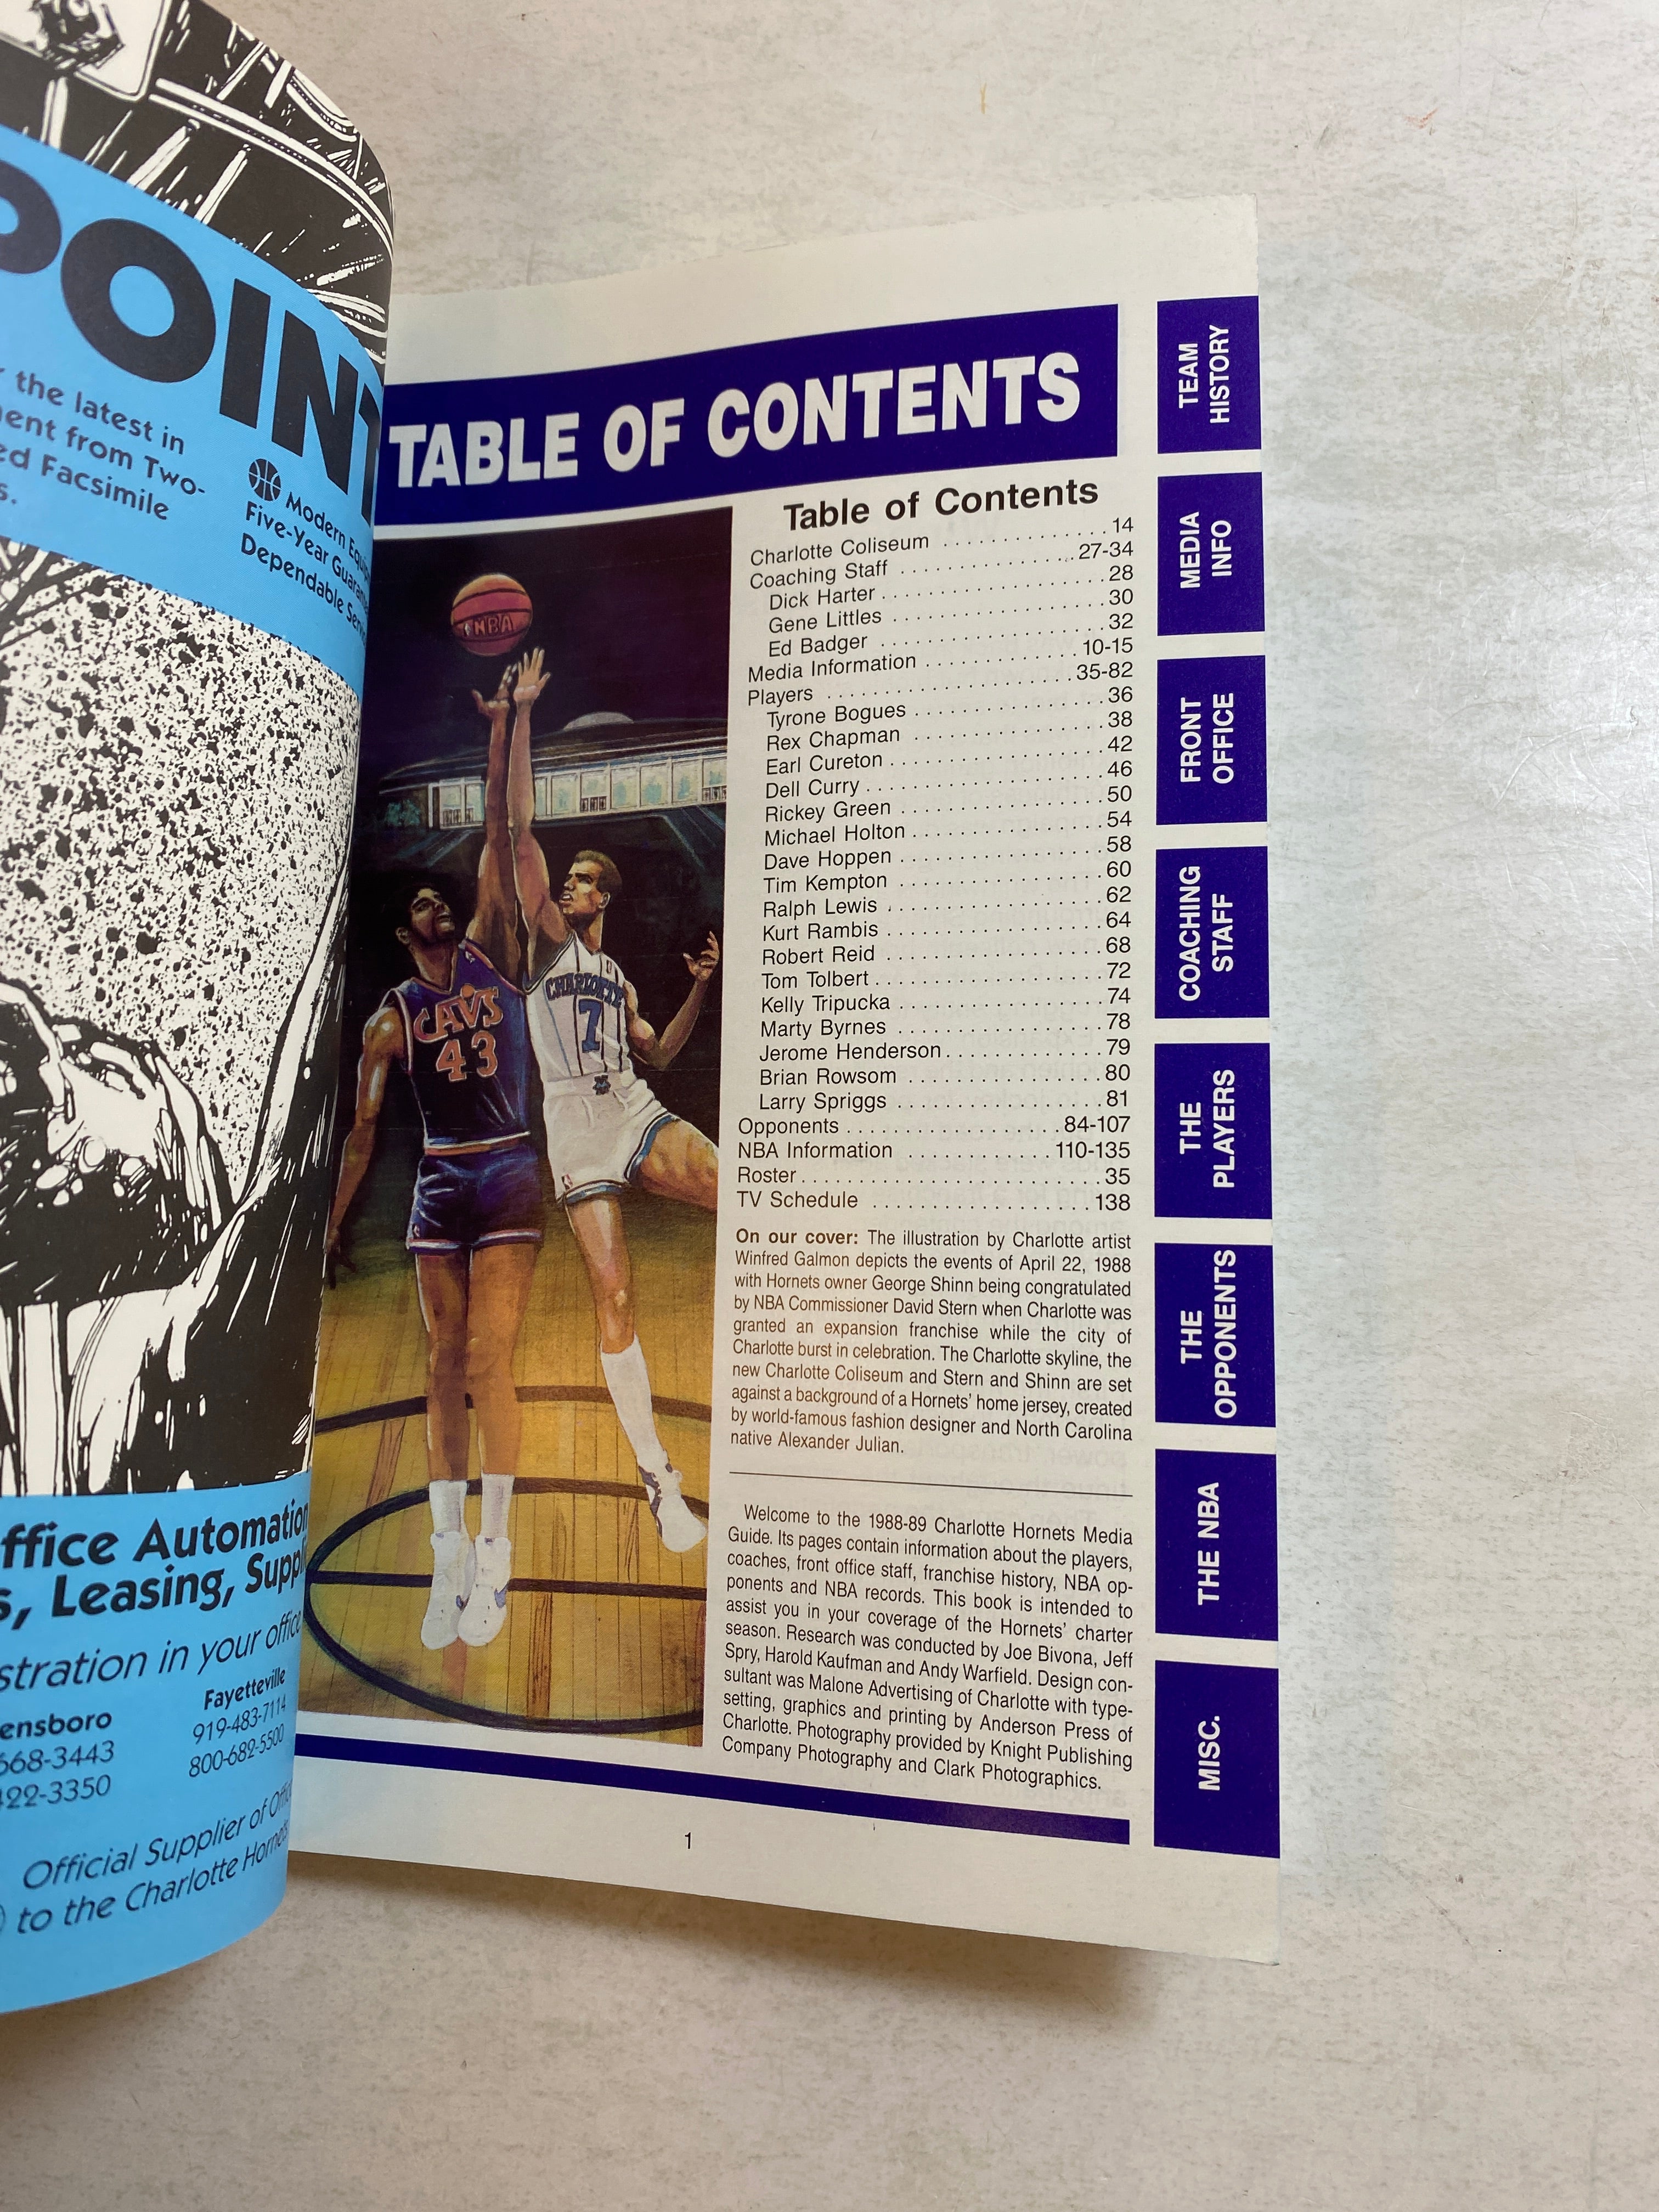 POINT
the latest in
ent from Two-
ed Facsimile
s.
Modern
Five-Year
Dependable
ffice Automation
s, Leasing,
stration in your office
ensboro
668-3443
422-3350
Fayetteville
919-483-7114
800-682-5500
Official Supplier of
to the Charlotte
TABLE OF CONTENTS
NBA
CAVS
43
CHARLOTTE
7
Table of Contents
Charlotte Coliseum . . . . . . . . . . . . . 14
Coaching Staff . . . . . . . . . . . . . . 27-34
Dick Harter . . . . . . . . . . . . . . . . . 28
Gene Littles . . . . . . . . . . . . . . . . 30
Ed Badger . . . . . . . . . . . . . . . . . 32
Media Information . . . . . . . . . . . 10-15
Players . . . . . . . . . . . . . . . . . . . 35-82
Tyrone Bogues . . . . . . . . . . . . . . 36
Rex Chapman . . . . . . . . . . . . . . 38
Earl Cureton . . . . . . . . . . . . . . . . 42
Dell Curry . . . . . . . . . . . . . . . . . . 46
Rickey Green . . . . . . . . . . . . . . . 50
Michael Holton . . . . . . . . . . . . . . 54
Dave Hoppen . . . . . . . . . . . . . . . 58
Tim Kempton . . . . . . . . . . . . . . . 60
Ralph Lewis . . . . . . . . . . . . . . . . 62
Kurt Rambis . . . . . . . . . . . . . . . . 64
Robert Reid . . . . . . . . . . . . . . . . 68
Tom Tolbert . . . . . . . . . . . . . . . . . 72
Kelly Tripucka . . . . . . . . . . . . . . . 74
Marty Byrnes . . . . . . . . . . . . . . . 78
Jerome Henderson . . . . . . . . . . . . 79
Brian Rowsom . . . . . . . . . . . . . . 80
Larry Spriggs . . . . . . . . . . . . . . . 81
Opponents . . . . . . . . . . . . . . . . . 84-107
NBA Information . . . . . . . . . . . . 110-135
Roster . . . . . . . . . . . . . . . . . . . . . . 35
TV Schedule . . . . . . . . . . . . . . . . 138
On our cover: The illustration by Charlotte artist
Winfred Galmon depicts the events of April 22, 1988
with Hornets owner George Shinn being congratulated
by NBA Commissioner David Stern when Charlotte was
granted an expansion franchise while the city of
Charlotte burst in celebration. The Charlotte skyline, the
new Charlotte Coliseum and Stern and Shinn are set
against a background of a Hornets' home jersey, created
by world-famous fashion designer and North Carolina
native Alexander Julian.
Welcome to the 1988-89 Charlotte Hornets Media
Guide. Its pages contain information about the players,
coaches, front office staff, franchise history, NBA op-
ponents and NBA records. This book is intended to
assist you in your coverage of the Hornets' charter
season. Research was conducted by Joe Bivona, Jeff
Spry, Harold Kaufman and Andy Warfield. Design con-
sultant was Malone Advertising of Charlotte with type-
setting, graphics and printing by Anderson Press of
Charlotte. Photography provided by Knight Publishing
Company Photography and Clark Photographics.
1
TEAM
HISTORY
MEDIA
INFO
FRONT
OFFICE
COACHING
STAFF
THE
PLAYERS
THE
OPPONENTS
THE NBA
MISC.